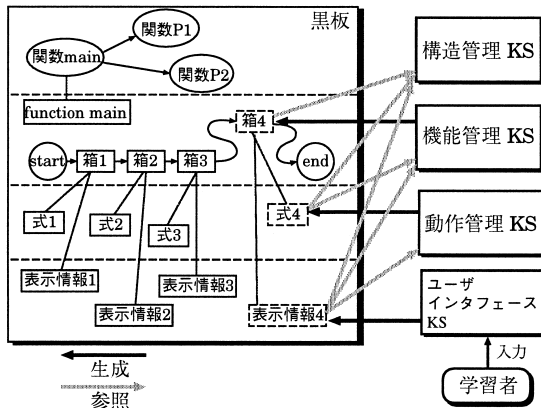 黒板
関数P1
関数main
関数P2
function main
箱4
start
箱1
箱2
箱3
end
式1
式2
式3
式4
表示情報1
表示情報2
表示情報3
表示情報4
構造管理 KS
機能管理 KS
動作管理 KS
ユーザ
インタフェース
KS
入力
学習者
生成
参照